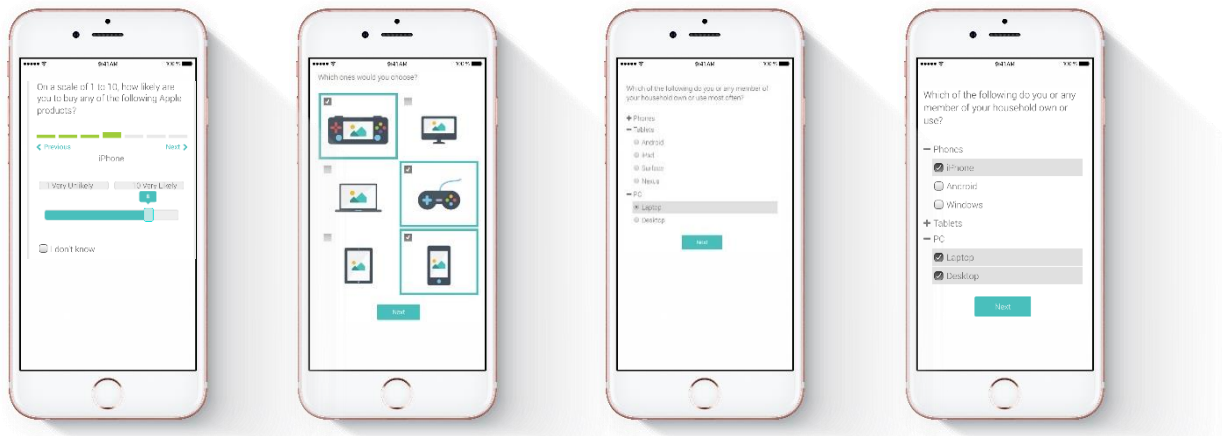 9:41 AM 100 %
On a scale of 1 to 10, how likely are
you to buy any of the following Apple
products?
Previous Next
iPhone
1 Very Unlikely 10 Very Likely
8
I don't know
9:41 AM 100 %
Which ones would you choose?
Next
9:41 AM 100 %
Which of the following do you or any member of
your household own or use most often?
Phones
Tablets
Android
iPad
Surface
Nexus
PC
Laptop
Desktop
Next
9:41 AM 100 %
Which of the following do you or any
member of your household own or
use?
Phones
iPhone
Android
Windows
Tablets
PC
Laptop
Desktop
Next